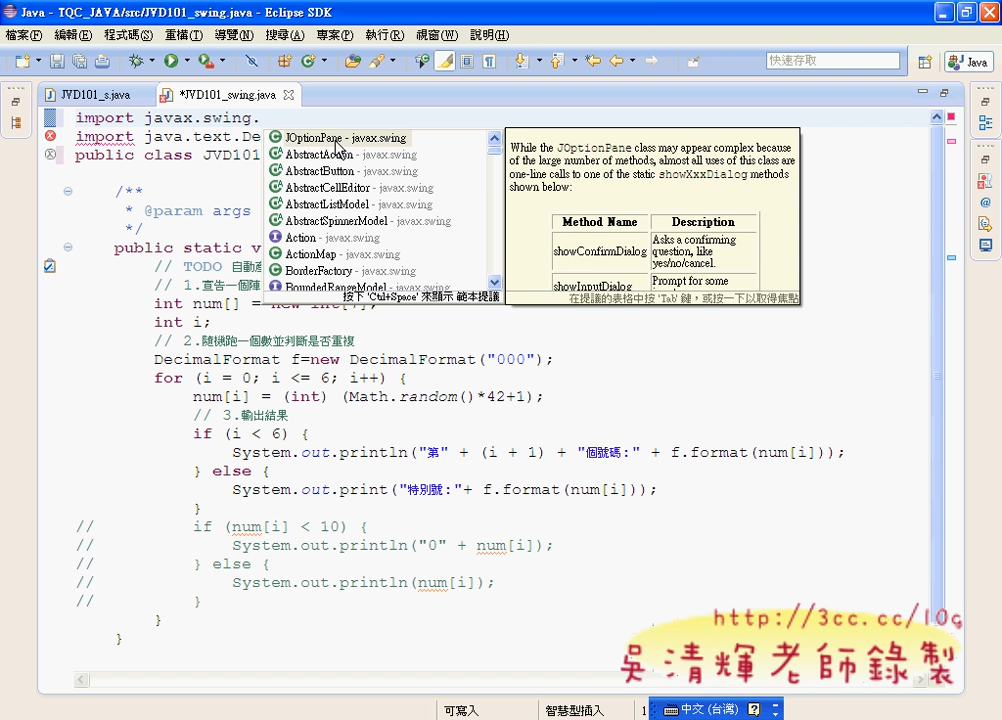 Java - TQC_JAVA/src/JVD101_swing.java - Eclipse SDK
檔案(F) 編輯(E) 程式碼(S) 重構(T) 導覽(N) 搜尋(A) 專案(P) 執行(R) 視窗(W) 說明(H)
快速存取
Java
JVD101_s.java
*JVD101_swing.java
import javax.swing.
import java.text.De
public class JVD101
/**
* @param args
*/
public static v
// TODO 自動產
// 1.宣告一個陣
int num[] = new int[7];
int i;
// 2.隨機跑一個數並判斷是否重複
DecimalFormat f=new DecimalFormat("000");
for (i = 0; i <= 6; i++) {
num[i] = (int) (Math.random()*42+1);
// 3.輸出結果
if (i < 6) {
System.out.println("第" + (i + 1) + "個號碼:" + f.format(num[i]));
} else {
System.out.print("特別號:"+ f.format(num[i]));
}
// if (num[i] < 10) {
// System.out.println("0" + num[i]);
// } else {
// System.out.println(num[i]);
// }
}
}
JOptionPane - javax.swing
AbstractAction - javax.swing
AbstractButton - javax.swing
AbstractCellEditor - javax.swing
AbstractListModel - javax.swing
AbstractSpinnerModel - javax.swing
Action - javax.swing
ActionMap - javax.swing
BorderFactory - javax.swing
BoundedRangeModel - javax.swing
按下 'Ctrl+Space' 來顯示 範本提議
While the JOptionPane class may appear complex because
of the large number of methods, almost all uses of this class are
one-line calls to one of the static showXxxDialog methods
shown below:
Method Name Description
showConfirmDialog Asks a confirming
question, like
yes/no/cancel.
showInputDialog Prompt for some
在提議的表格中按 'Tab' 鍵，或按一下以取得焦點
http://3cc.cc/10g
吳清輝老師錄製
可寫入
智慧型插入
1
中文 (台灣)